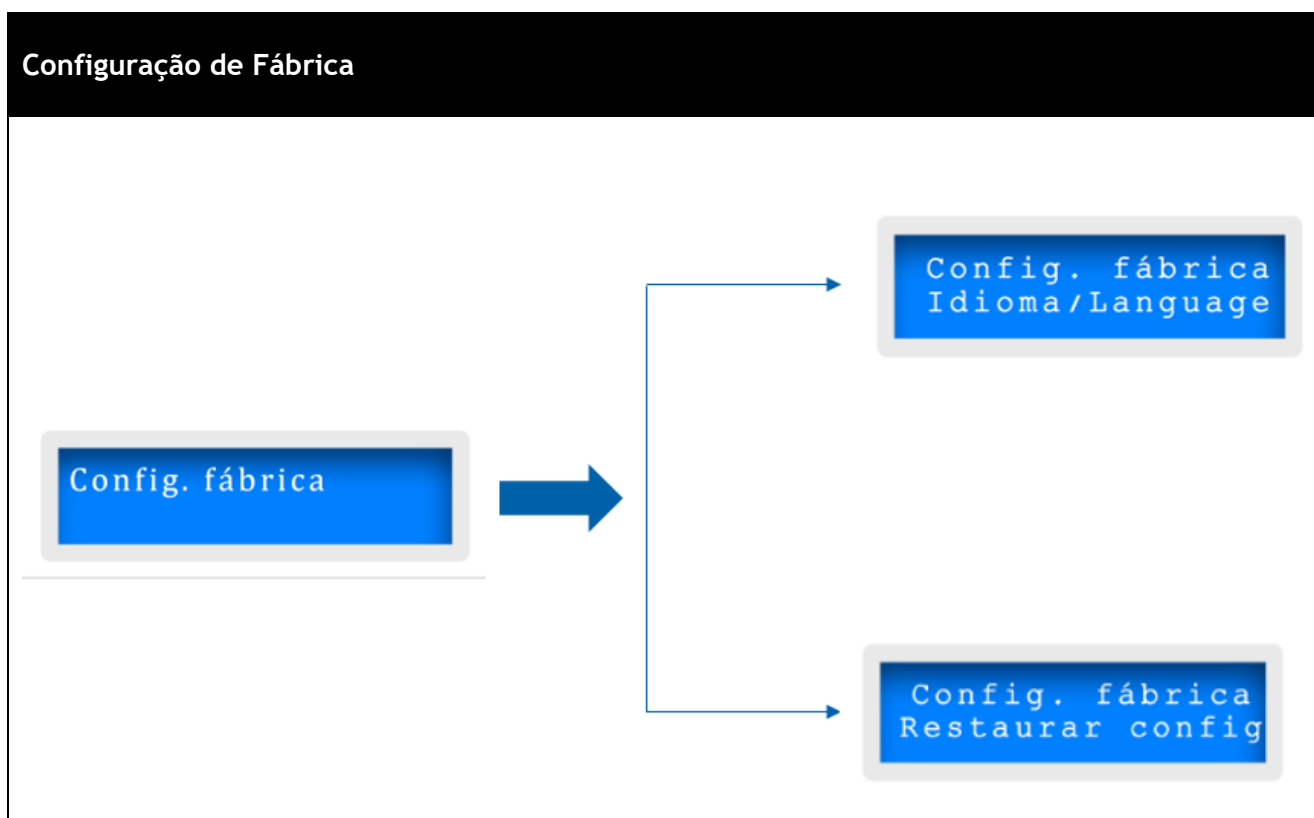 Configuração de Fábrica
Config. fábrica
Idioma/Language
Config. fábrica
Config. fábrica
Restaurar config